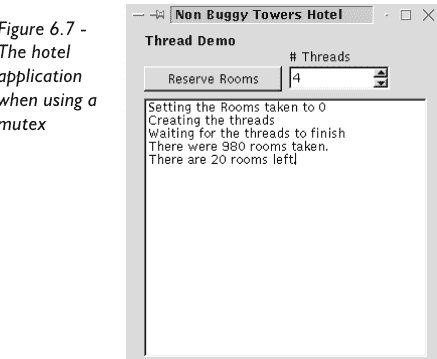 Figure 6.7 -
The hotel
application
when using a
mutex
Non Buggy Towers Hotel
Thread Demo
# Threads
Reserve Rooms
4
Setting the Rooms taken to 0
Creating the threads
Waiting for the threads to finish
There were 980 rooms taken.
There are 20 rooms left.